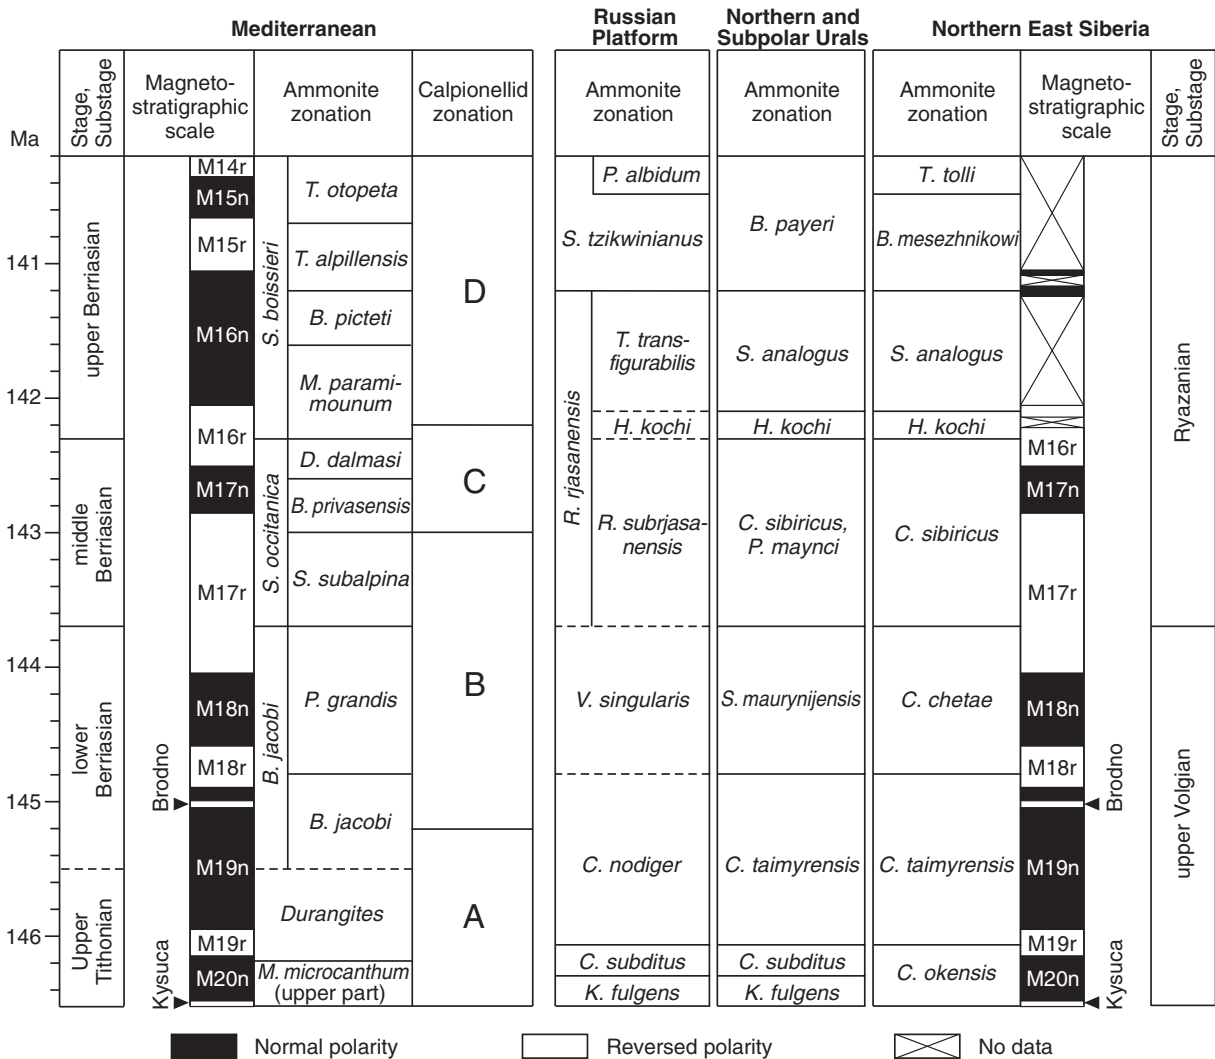 Mediterranean
Russian
Platform
Northern and
Subpolar Urals
Northern East Siberia
Ma
Stage,
Substage
Magneto-
stratigraphic
scale
Ammonite
zonation
Calpionellid
zonation
Ammonite
zonation
Ammonite
zonation
Ammonite
zonation
Magneto-
stratigraphic
scale
Stage,
Substage
141
142
143
144
145
146
upper Berriasian
middle
Berriasian
lower
Berriasian
Upper
Tithonian
Brodno
Kysuca
M14r
M15n
M15r
M16n
M16r
M17n
M17r
M18n
M18r
M19n
M19r
M20n
S. boissieri
S. occitanica
B. jacobi
T. otopeta
T. alpillensis
B. picteti
M. parami-
mounum
D. dalmasi
B. privasensis
S. subalpina
P. grandis
B. jacobi
Durangites
M. microcanthum
(upper part)
D
C
B
A
P. albidum
S. tzikwinianus
R. rjasanensis
T. trans-
figurabilis
H. kochi
R. subrjasa-
nensis
V. singularis
C. nodiger
C. subditus
K. fulgens
B. payeri
S. analogus
H. kochi
C. sibiricus,
P. maynci
S. maurynijensis
C. taimyrensis
C. subditus
K. fulgens
T. tolli
B. mesezhnikowi
S. analogus
H. kochi
C. sibiricus
C. chetae
C. taimyrensis
C. okensis
M16r
M17n
M17r
M18n
M18r
M19n
M19r
M20n
Brodno
Kysuca
Ryazanian
upper Volgian
Normal polarity
Reversed polarity
No data